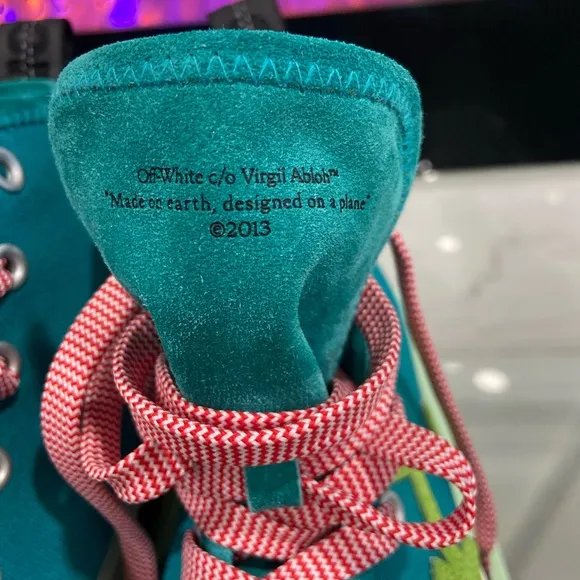 Off-White c/o Virgil Abloh™
"Made on earth, designed on a plane"
©2013